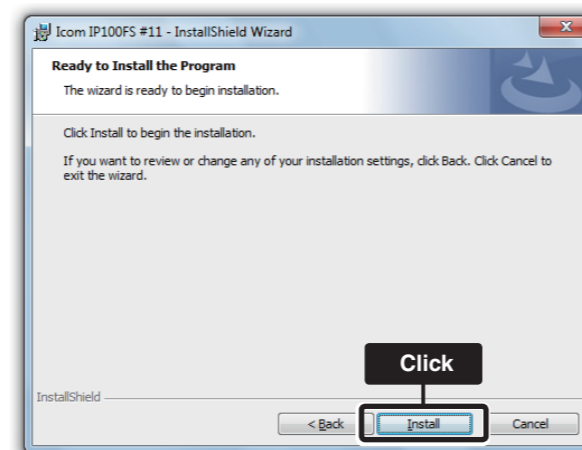 Icom IP100FS #11 - InstallShield Wizard
Ready to Install the Program
The wizard is ready to begin installation.
Click Install to begin the installation.
If you want to review or change any of your installation settings, click Back. Click Cancel to
exit the wizard.
Click
InstallShield
< Back Install Cancel